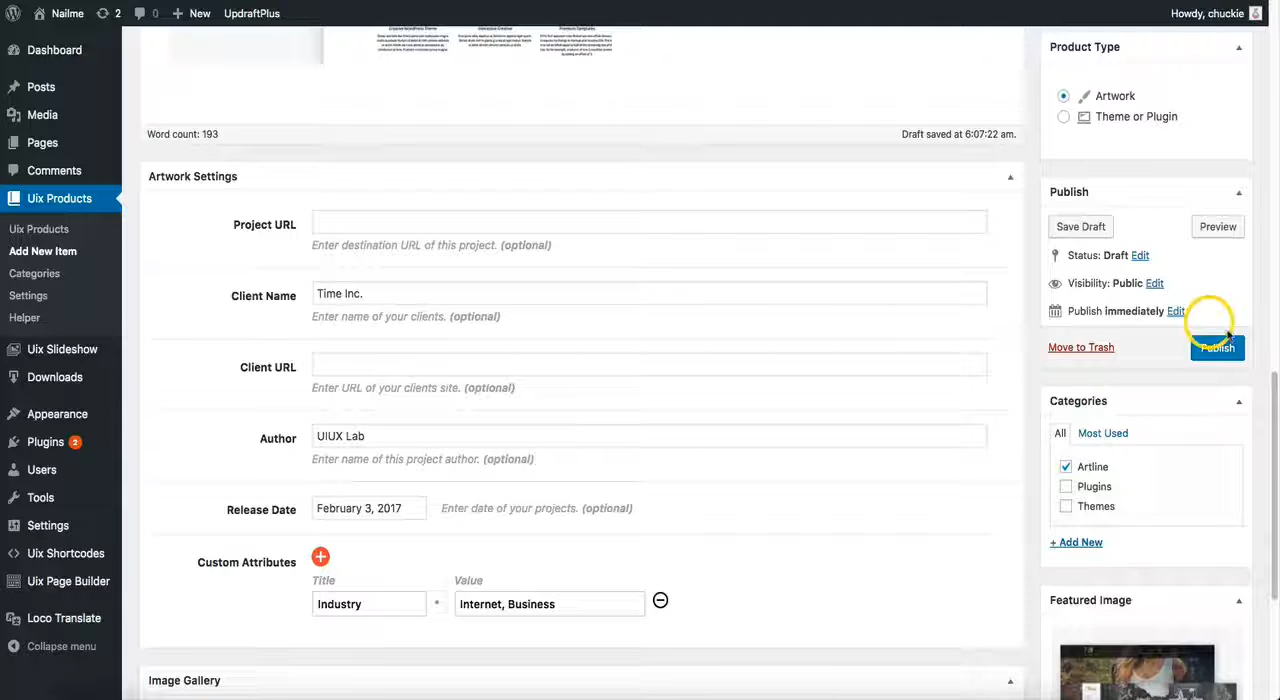 Nailme 2 0 New UpdraftPlus Howdy, chuckie
Dashboard
Posts
Media
Pages
Comments
Uix Products
Uix Products
Add New Item
Categories
Settings
Helper
Uix Slideshow
Downloads
Appearance
Plugins 2
Users
Tools
Settings
Uix Shortcodes
Uix Page Builder
Loco Translate
Collapse menu
Word count: 193 Draft saved at 6:07:22 am.
Artwork Settings
Project URL
Enter destination URL of this project. (optional)
Client Name Time Inc.
Enter name of your clients. (optional)
Client URL
Enter URL of your clients site. (optional)
Author UIUX Lab
Enter name of this project author. (optional)
Release Date February 3, 2017 Enter date of your projects. (optional)
Custom Attributes
Title Value
Industry Internet, Business
Image Gallery
Product Type
Artwork
Theme or Plugin
Publish
Save Draft Preview
Status: Draft Edit
Visibility: Public Edit
Publish immediately Edit
Move to Trash Publish
Categories
All Most Used
Artline
Plugins
Themes
+ Add New
Featured Image